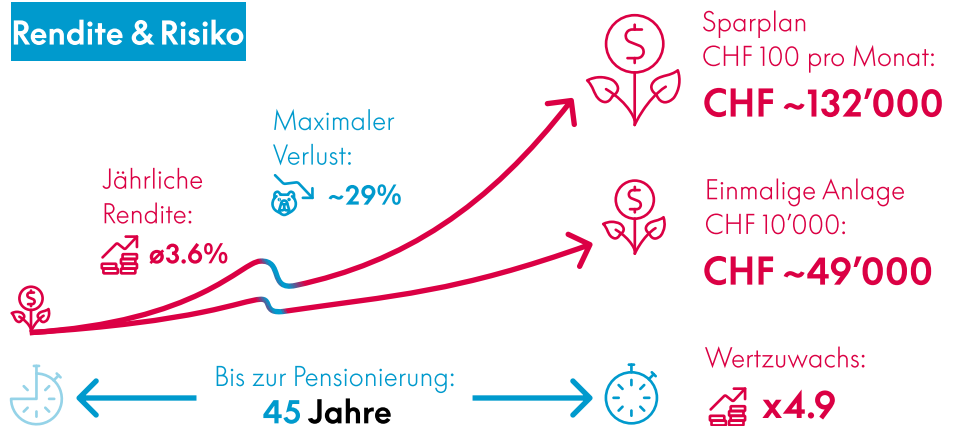 Rendite & Risiko
Sparplan
CHF 100 pro Monat:
CHF ~132’000
Maximaler
Verlust:
~29%
Jährliche
Rendite:
ø3.6%
Einmalige Anlage
CHF 10’000:
CHF ~49’000
Bis zur Pensionierung:
45 Jahre
Wertzuwachs:
x4.9